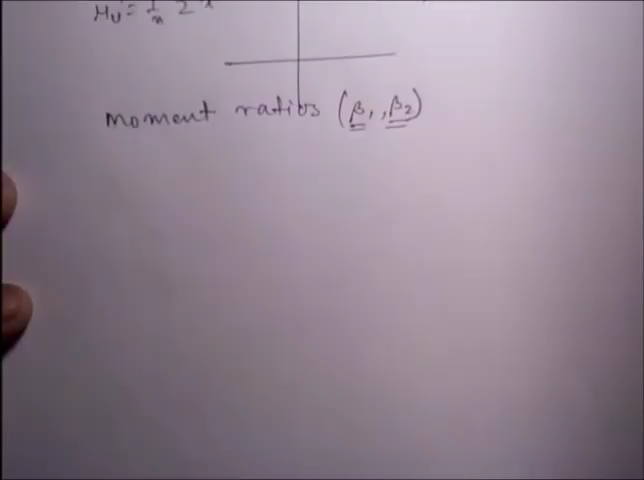 moment ratios (β₁, β₂)